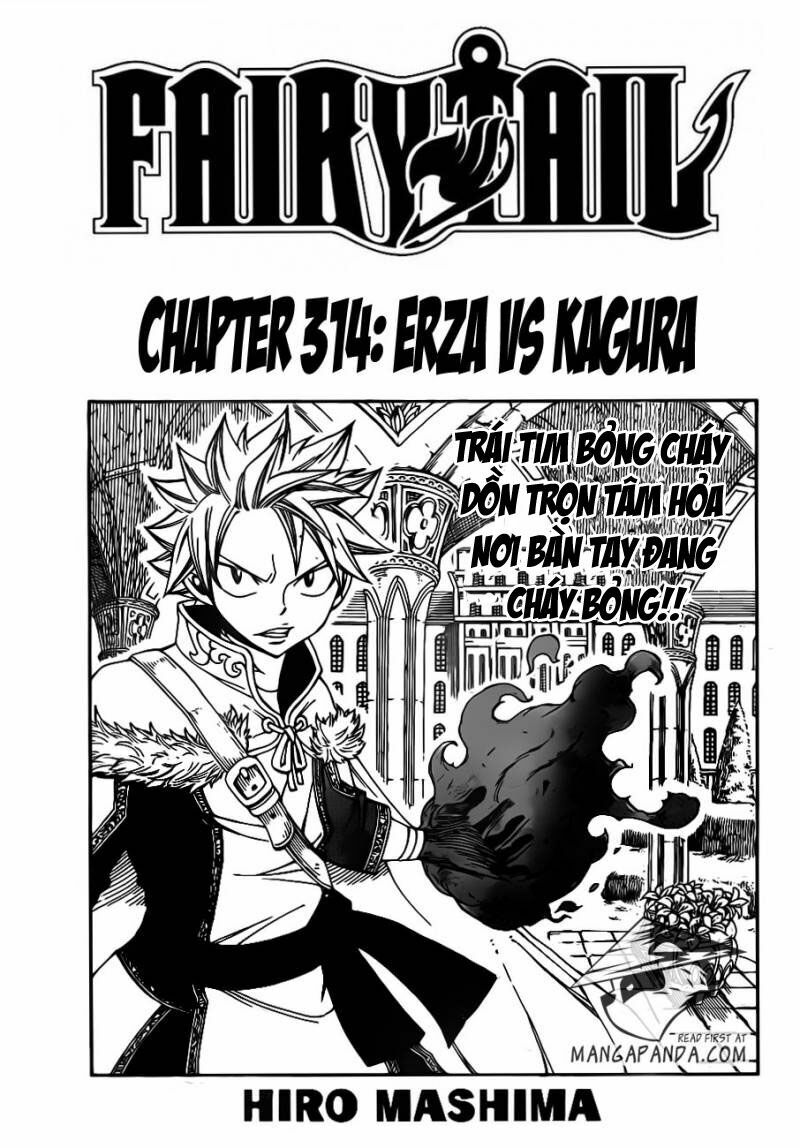 FAIRY TAIL
CHAPTER 314: ERZA VS KAGURA
TRÁI TIM BỎNG CHÁY
DỒN TRỌN TÂM HỎA
NƠI BÀN TAY ĐANG
CHÁY BỎNG!!
READ FIRST AT
MANGAPANDA.COM
HIRO MASHIMA